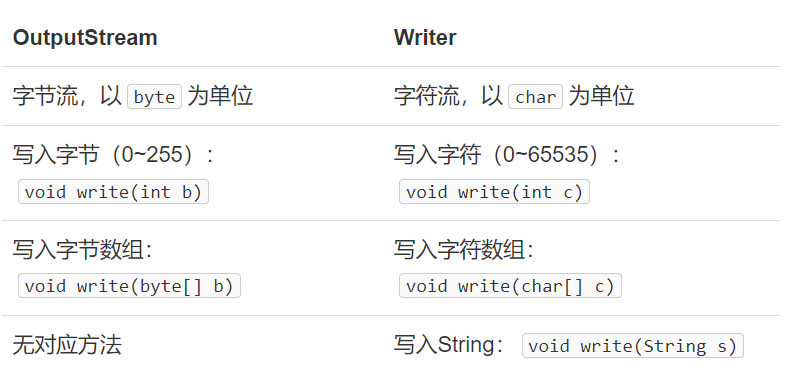 OutputStream Writer
字节流，以 byte 为单位 字符流，以 char 为单位
写入字节（0~255）： 写入字符（0~65535）：
void write(int b) void write(int c)
写入字节数组： 写入字符数组：
void write(byte[] b) void write(char[] c)
无对应方法 写入String： void write(String s)